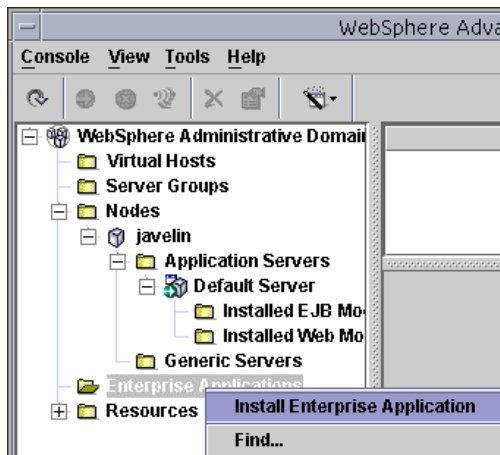 WebSphere Adva
Console View Tools Help
WebSphere Administrative Domai
Virtual Hosts
Server Groups
Nodes
javelin
Application Servers
Default Server
Installed EJB Mo
Installed Web Mo
Generic Servers
Enterprise Applications
Resources
Install Enterprise Application
Find...